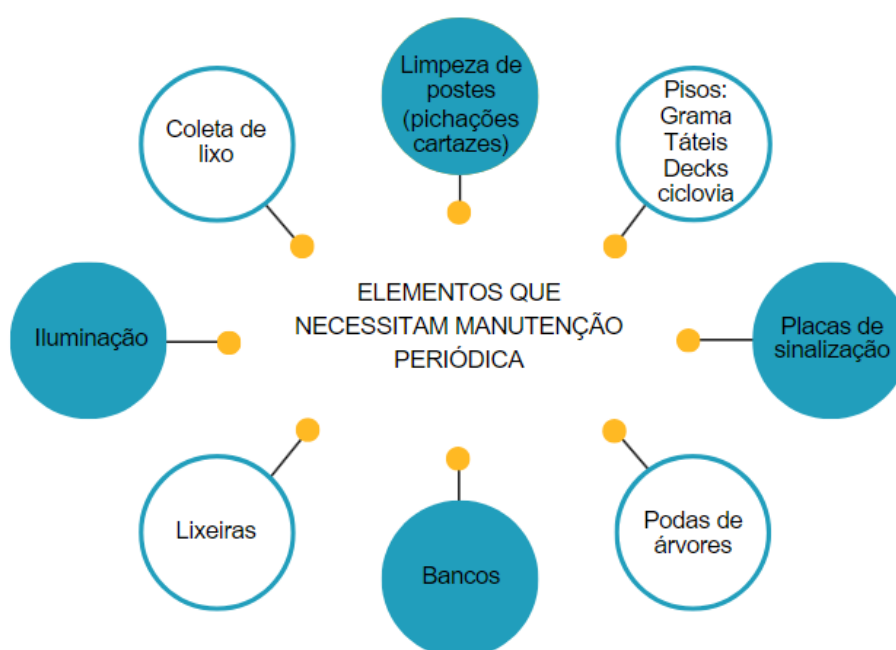 Limpeza de
postes
(pichações
cartazes)
Pisos:
Grama
Táteis
Decks
ciclovia
Coleta de
lixo
ELEMENTOS QUE
NECESSITAM MANUTENÇÃO
PERIÓDICA
Iluminação
Placas de
sinalização
Lixeiras
Bancos
Podas de
árvores